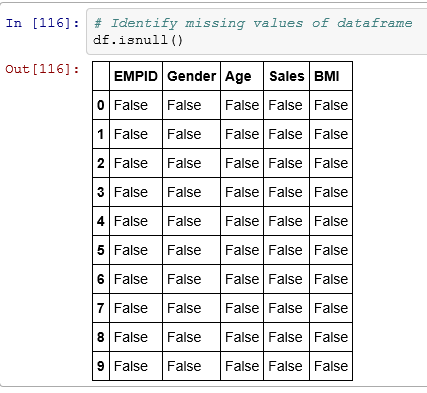 In [116]: # Identify missing values of dataframe
df.isnull()
Out[116]:
EMPID Gender Age Sales BMI
0 False False False False False
1 False False False False False
2 False False False False False
3 False False False False False
4 False False False False False
5 False False False False False
6 False False False False False
7 False False False False False
8 False False False False False
9 False False False False False